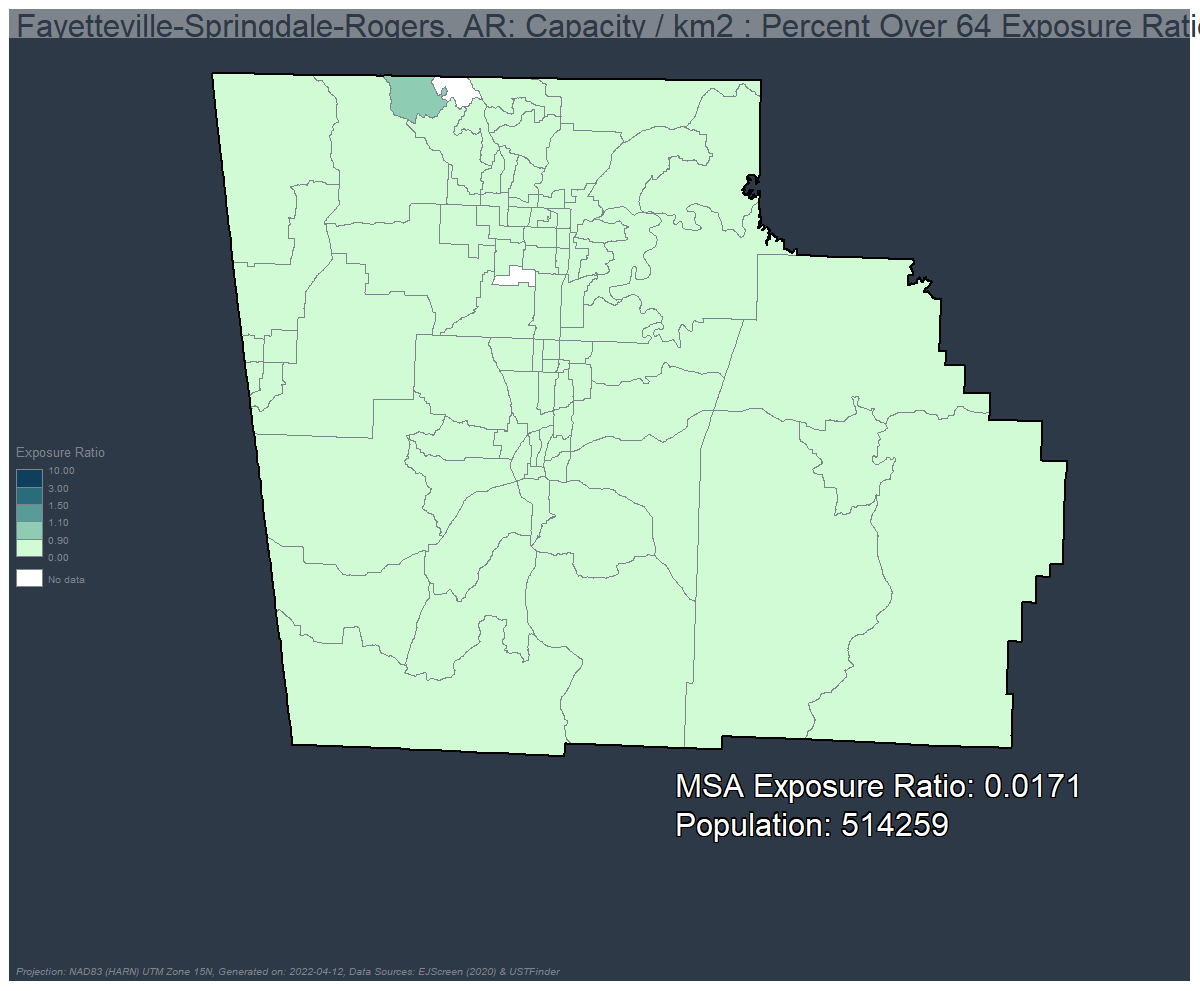 Fayetteville-Springdale-Rogers, AR: Capacity / km2 : Percent Over 64 Exposure Ratio
Exposure Ratio
10.00
3.00
1.50
1.10
0.90
0.00
No data
MSA Exposure Ratio: 0.0171
Population: 514259
Projection: NAD83 (HARN) UTM Zone 15N, Generated on: 2022-04-12, Data Sources: EJScreen (2020) & USTFinder